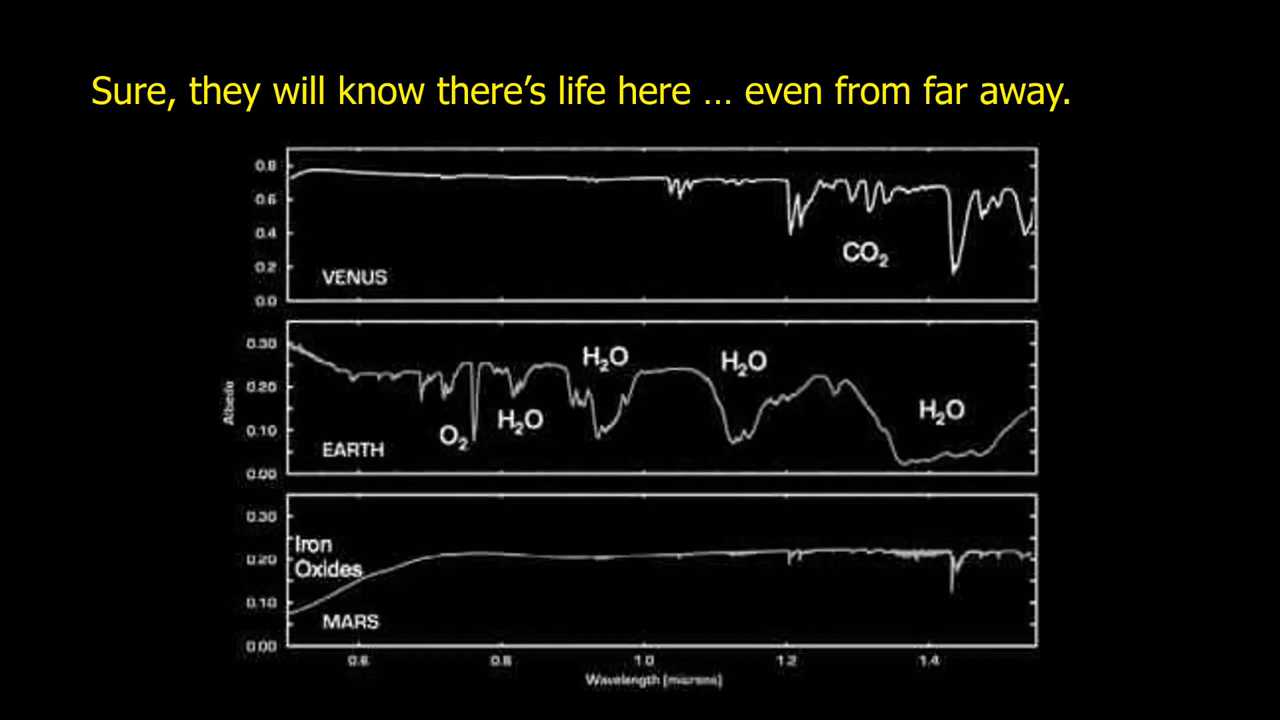 Sure, they will know there’s life here … even from far away.
0.8
0.6
0.4
0.2
0.0
CO₂
VENUS
0.30
0.20
0.10
0.00
Albedo
H₂O
H₂O
H₂O
O₂
H₂O
EARTH
0.30
0.20
0.10
0.00
Iron
Oxides
MARS
0.6 0.8 1.0 1.2 1.4
Wavelength (microns)